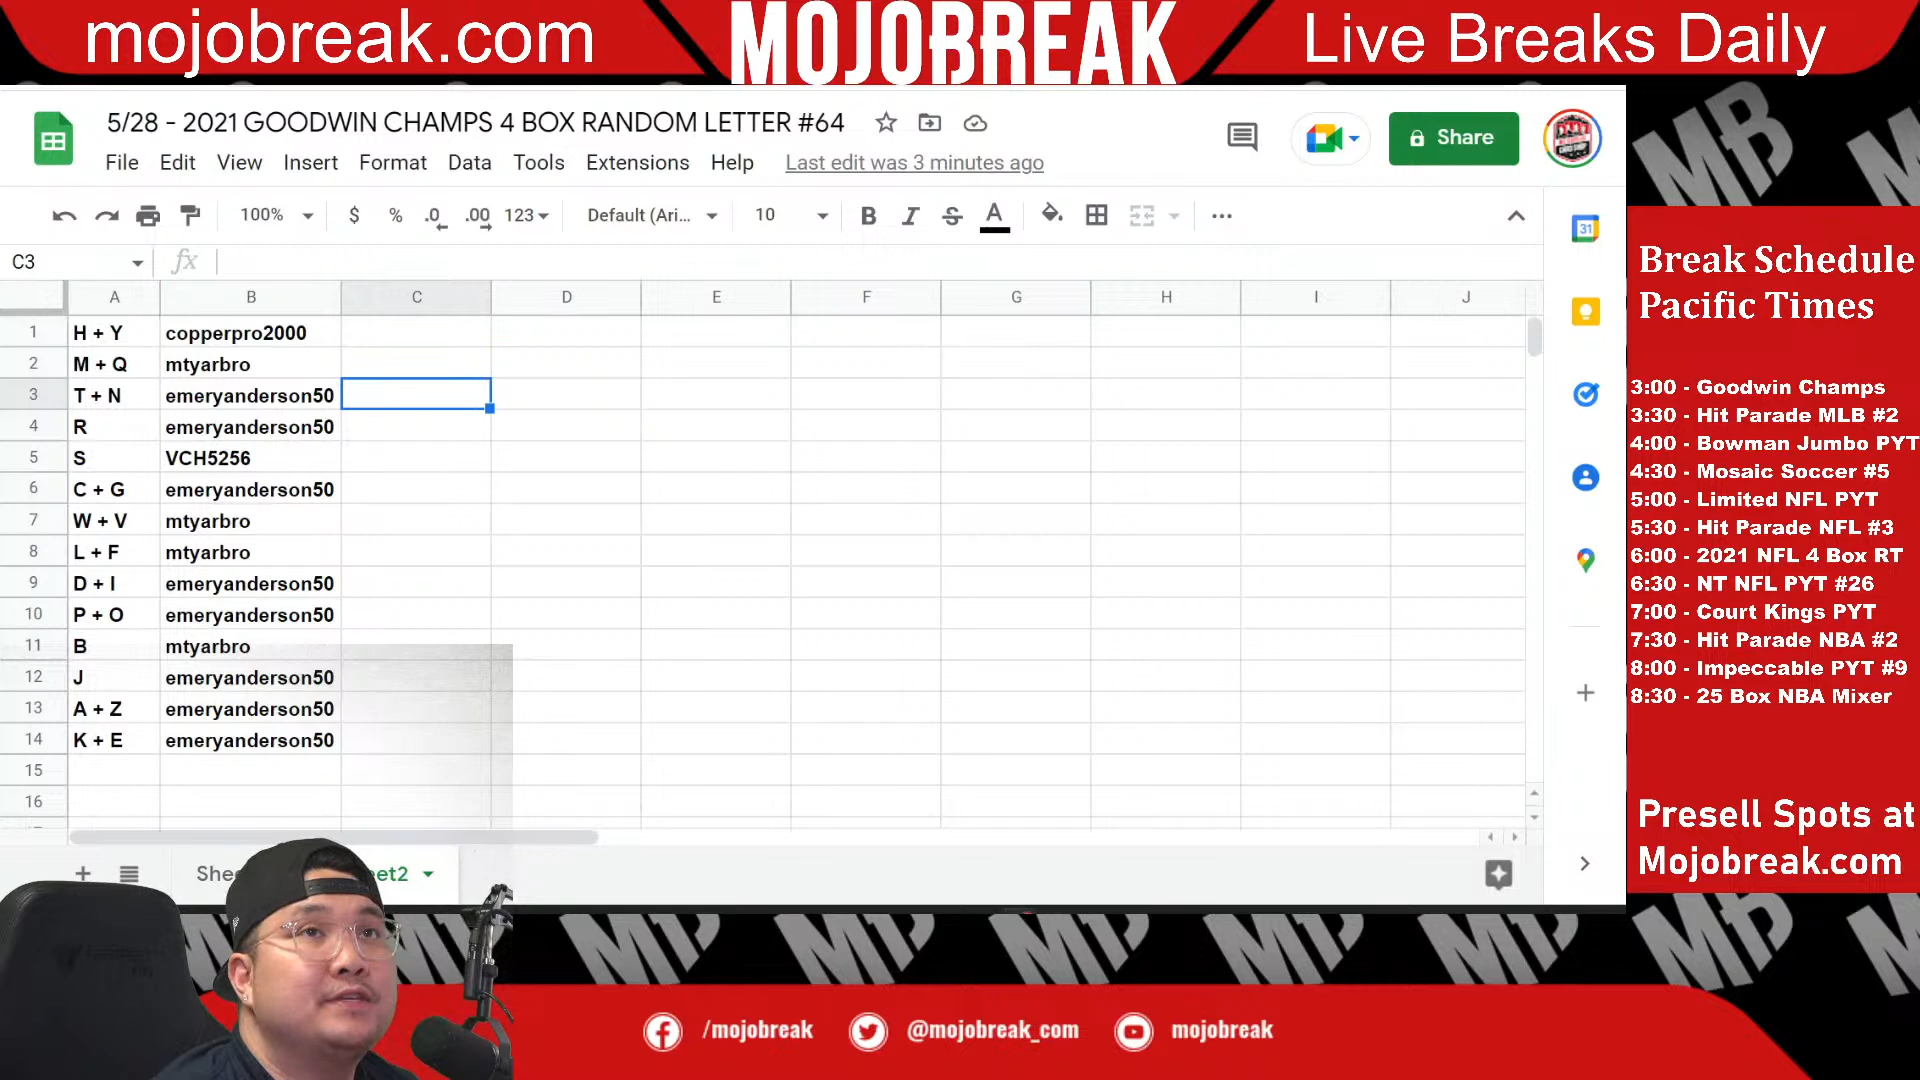 mojobreak.com
MOJOBREAK
Live Breaks Daily
5/28 - 2021 GOODWIN CHAMPS 4 BOX RANDOM LETTER #64
Share
File Edit View Insert Format Data Tools Extensions Help Last edit was 3 minutes ago
100% $ % .0 .00 123 Default (Ari... 10 B I S A
31
C3 fx
A B C D E F G H I J
1 H + Y copperpro2000
2 M + Q mtyarbro
3 T + N emeryanderson50
4 R emeryanderson50
5 S VCH5256
6 C + G emeryanderson50
7 W + V mtyarbro
8 L + F mtyarbro
9 D + I emeryanderson50
10 P + O emeryanderson50
11 B mtyarbro
12 J emeryanderson50
13 A + Z emeryanderson50
14 K + E emeryanderson50
15
16
Break Schedule
Pacific Times
3:00 - Goodwin Champs
3:30 - Hit Parade MLB #2
4:00 - Bowman Jumbo PYT
4:30 - Mosaic Soccer #5
5:00 - Limited NFL PYT
5:30 - Hit Parade NFL #3
6:00 - 2021 NFL 4 Box RT
6:30 - NT NFL PYT #26
7:00 - Court Kings PYT
7:30 - Hit Parade NBA #2
8:00 - Impeccable PYT #9
8:30 - 25 Box NBA Mixer
Presell Spots at
Mojobreak.com
/mojobreak
@mojobreak_com
mojobreak